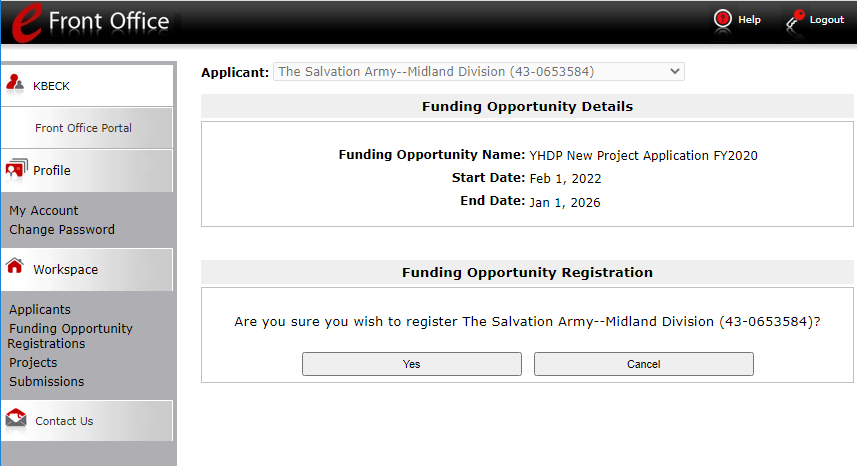 e Front Office
Help
Logout
KBECK
Front Office Portal
Profile
My Account
Change Password
Workspace
Applicants
Funding Opportunity
Registrations
Projects
Submissions
Contact Us
Applicant: The Salvation Army--Midland Division (43-0653584)
Funding Opportunity Details
Funding Opportunity Name: YHDP New Project Application FY2020
Start Date: Feb 1, 2022
End Date: Jan 1, 2026
Funding Opportunity Registration
Are you sure you wish to register The Salvation Army--Midland Division (43-0653584)?
Yes
Cancel